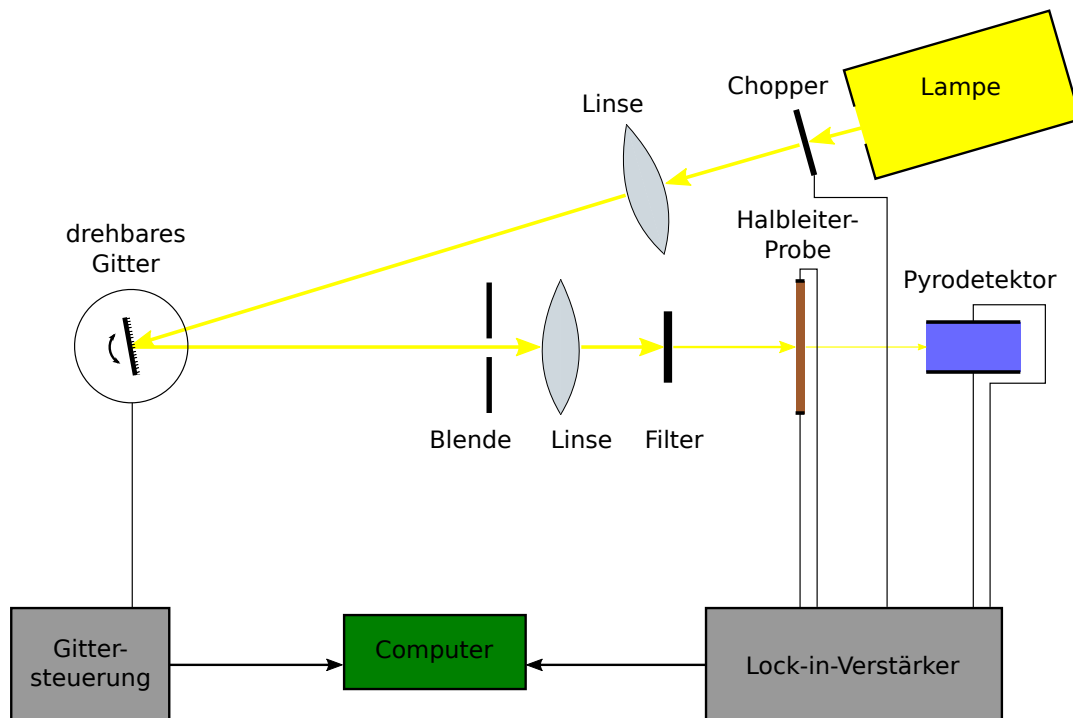 Lampe
Chopper
Linse
Halbleiter-
Probe
drehbares
Gitter
Pyrodetektor
Blende
Linse
Filter
Gitter-
steuerung
Computer
Lock-in-Verstärker